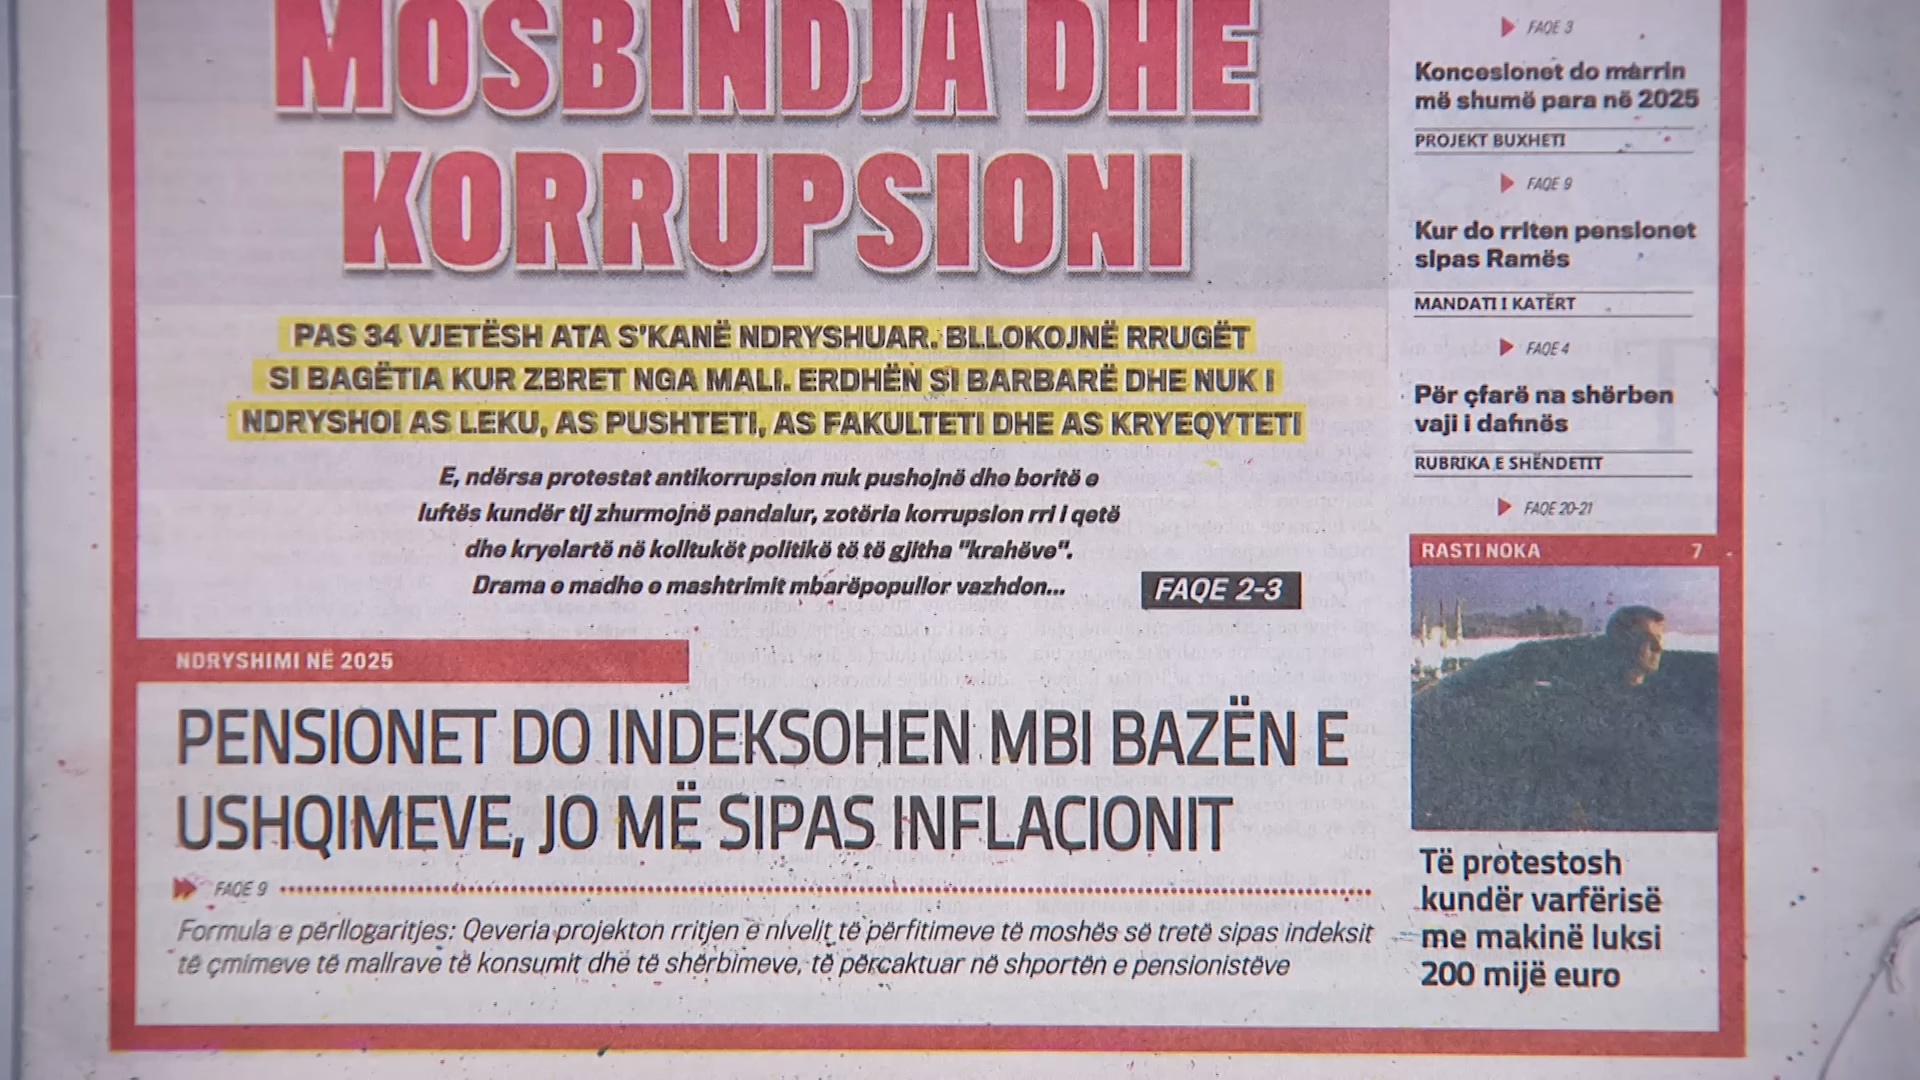 MOSBINDJA DHE
KORRUPSIONI
PAS 34 VJETËSH ATA S'KANË NDRYSHUAR. BLLOKOJNË RRUGËT
SI BAGËTIA KUR ZBRET NGA MALI. ERDHËN SI BARBARË DHE NUK I
NDRYSHOI AS LEKU, AS PUSHTETI, AS FAKULTETI DHE AS KRYEQYTETI
E, ndërsa protestat antikorrupsion nuk pushojnë dhe boritë e
luftës kundër tij zhurmojnë pandalur, zotëria korrupsion rri i qetë
dhe kryelartë në kolltukët politikë të të gjitha "krahëve".
Drama e madhe e mashtrimit mbarëpopullor vazhdon...
FAQE 2-3
NDRYSHIMI NË 2025
PENSIONET DO INDEKSOHEN MBI BAZËN E
USHQIMEVE, JO MË SIPAS INFLACIONIT
FAQE 9
Formula e përllogaritjes: Qeveria projekton rritjen e nivelit të përfitimeve të moshës së tretë sipas indeksit
të çmimeve të mallrave të konsumit dhe të shërbimeve, të përcaktuar në shportën e pensionistëve
FAQE 3
Koncesionet do marrin
më shumë para në 2025
PROJEKT BUXHETI
FAQE 9
Kur do rriten pensionet
sipas Ramës
MANDATI I KATËRT
FAQE 4
Për çfarë na shërben
vaji i dafinës
RUBRIKA E SHËNDETIT
FAQE 20-21
RASTI NOKA 7
Të protestosh
kundër varfërisë
me makinë luksi
200 mijë euro